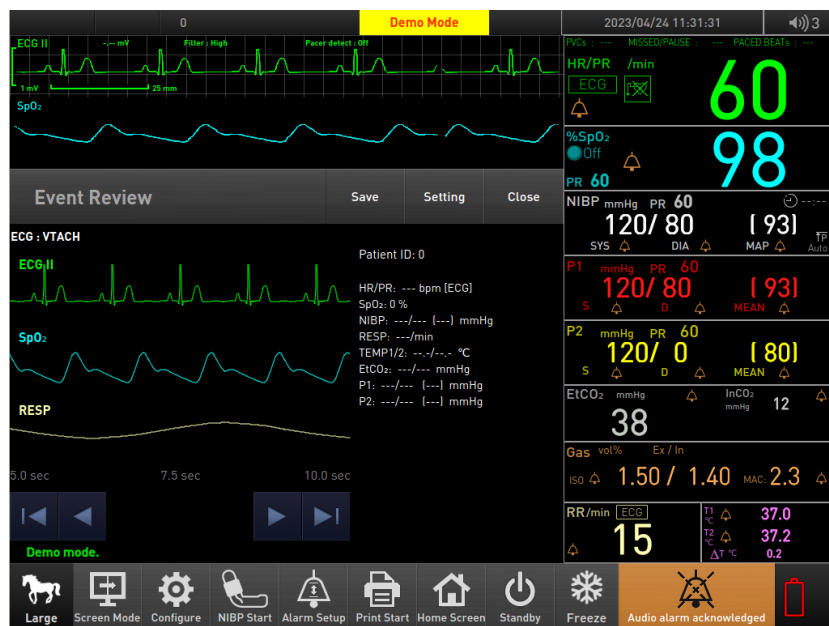 0
Demo Mode
2023/04/24 11:31:31
3
ECG II
-.-- mV
Filter : High
Pacer detect : Off
1 mV
25 mm
SpO₂
PVCs : ---
MISSED/PAUSE : ---
PACED BEATs : ---
HR/PR /min
ECG
60
%SpO₂
Off
PR 60
98
Event Review
Save
Setting
Close
NIBP mmHg PR 60
--:--
120/ 80 ( 93)
SYS
DIA
MAP
TP
Auto
ECG : VTACH
ECG II
SpO₂
RESP
5.0 sec
7.5 sec
10.0 sec
Demo mode.
Patient ID: 0
HR/PR: --- bpm [ECG]
SpO₂: 0 %
NIBP: ---/--- (---) mmHg
RESP: ---/min
TEMP1/2: --.-/--.- ℃
EtCO₂: ---/--- mmHg
P1: ---/--- (---) mmHg
P2: ---/--- (---) mmHg
P1 mmHg PR 60
120/ 80 ( 93)
S
D
MEAN
P2 mmHg PR 60
120/ 0 ( 80)
S
D
MEAN
EtCO₂ mmHg
38
InCO₂
mmHg
12
Gas vol% Ex / In
ISO 1.50 / 1.40 MAC: 2.3
RR/min ECG
15
T1 ℃ 37.0
T2 ℃ 37.2
ΔT ℃ 0.2
Large
Screen Mode
Configure
NIBP Start
Alarm Setup
Print Start
Home Screen
Standby
Freeze
Audio alarm acknowledged